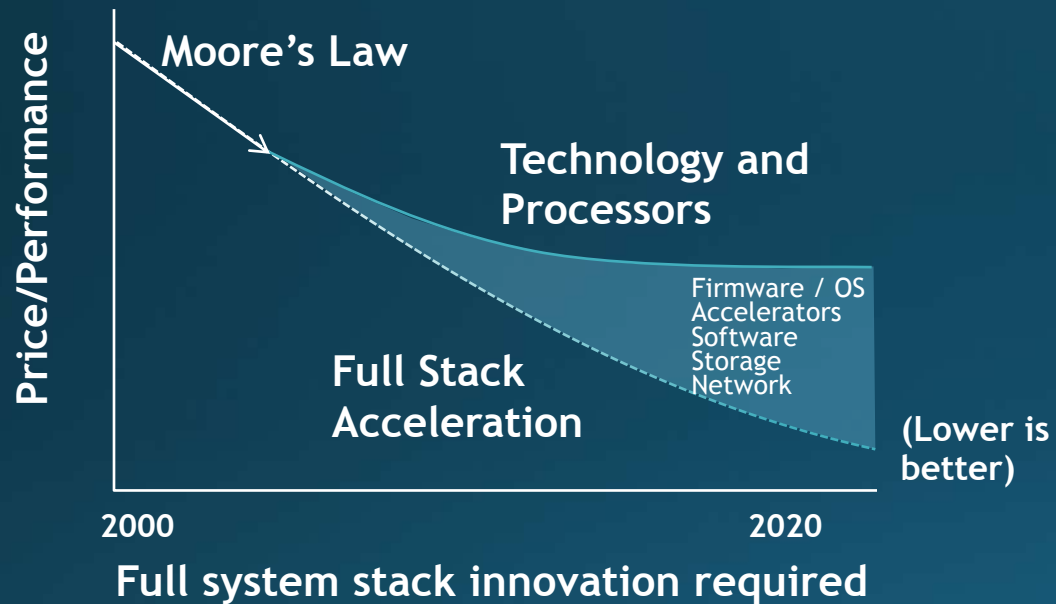 Price/Performance
Moore’s Law
Technology and
Processors
Firmware / OS
Accelerators
Software
Storage
Network
Full Stack
Acceleration
(Lower is
better)
2000
2020
Full system stack innovation required